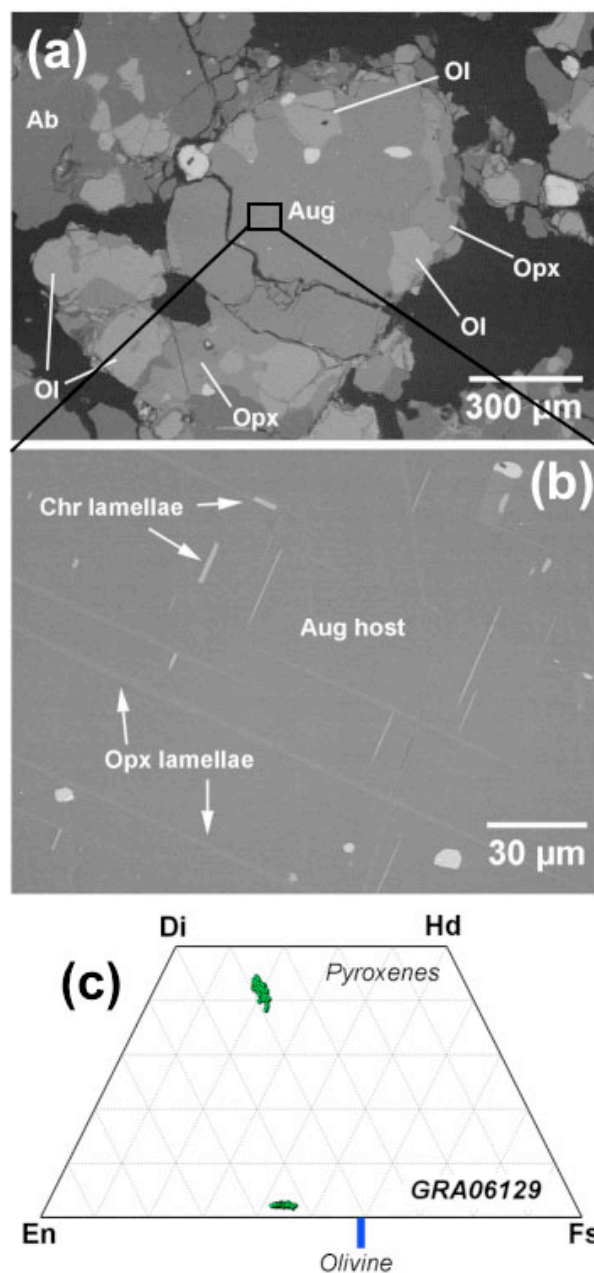 (a)
Ol
Ab
Aug
Opx
Ol
Ol
Opx
300 µm
(b)
Chr lamellae
Aug host
Opx lamellae
30 µm
Di
Hd
(c)
Pyroxenes
GRA06129
En
Fs
Olivine